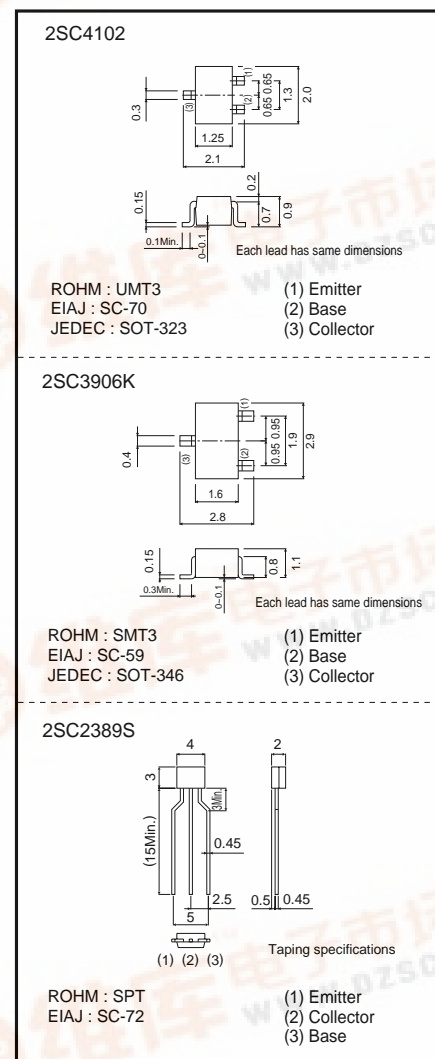 2SC4102
(1)
(2)
(3)
0.65 0.65
1.3
2.0
0.3
1.25
2.1
0.2
0.15
0.7
0.9
0.1Min.
0~0.1
Each lead has same dimensions
ROHM : UMT3
EIAJ : SC-70
JEDEC : SOT-323
(1) Emitter
(2) Base
(3) Collector
2SC3906K
(1)
(2)
(3)
0.95 0.95
1.9
2.9
0.4
1.6
2.8
0.15
0.8
1.1
0.3Min.
0~0.1
Each lead has same dimensions
ROHM : SMT3
EIAJ : SC-59
JEDEC : SOT-346
(1) Emitter
(2) Base
(3) Collector
2SC2389S
4
2
3
3Min.
(15Min.)
0.45
2.5
0.5
0.45
5
(1) (2) (3)
Taping specifications
ROHM : SPT
EIAJ : SC-72
(1) Emitter
(2) Collector
(3) Base